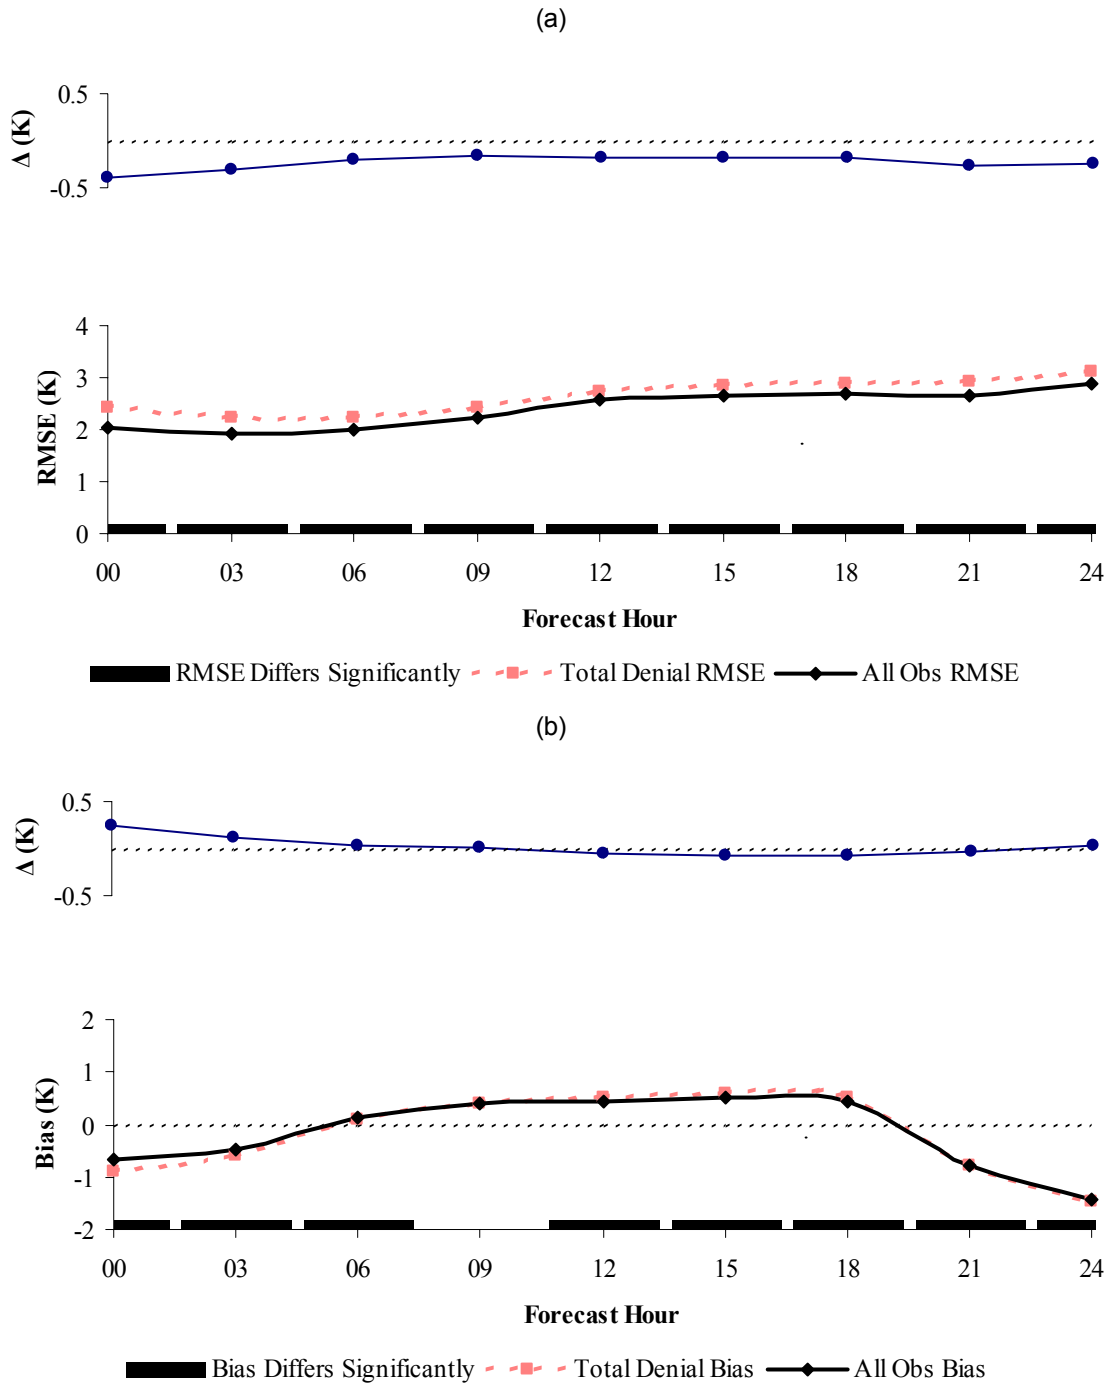 (a)
0.5
-0.5
Δ (K)
4
3
2
1
0
RMSE (K)
00 03 06 09 12 15 18 21 24
Forecast Hour
RMSE Differs Significantly Total Denial RMSE All Obs RMSE
(b)
0.5
-0.5
Δ (K)
2
1
0
-1
-2
Bias (K)
00 03 06 09 12 15 18 21 24
Forecast Hour
Bias Differs Significantly Total Denial Bias All Obs Bias